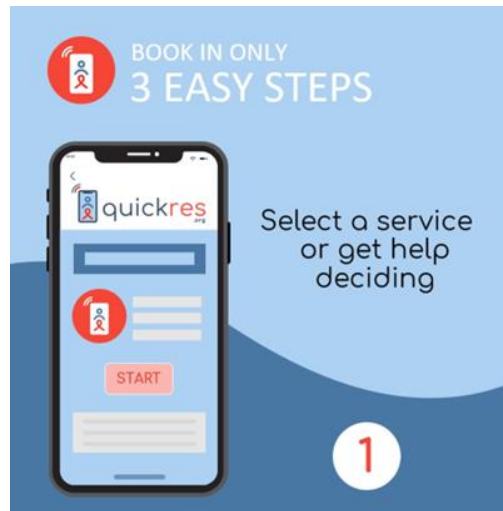 BOOK IN ONLY
3 EASY STEPS
quickres
.org
Select a service
or get help
deciding
START
1